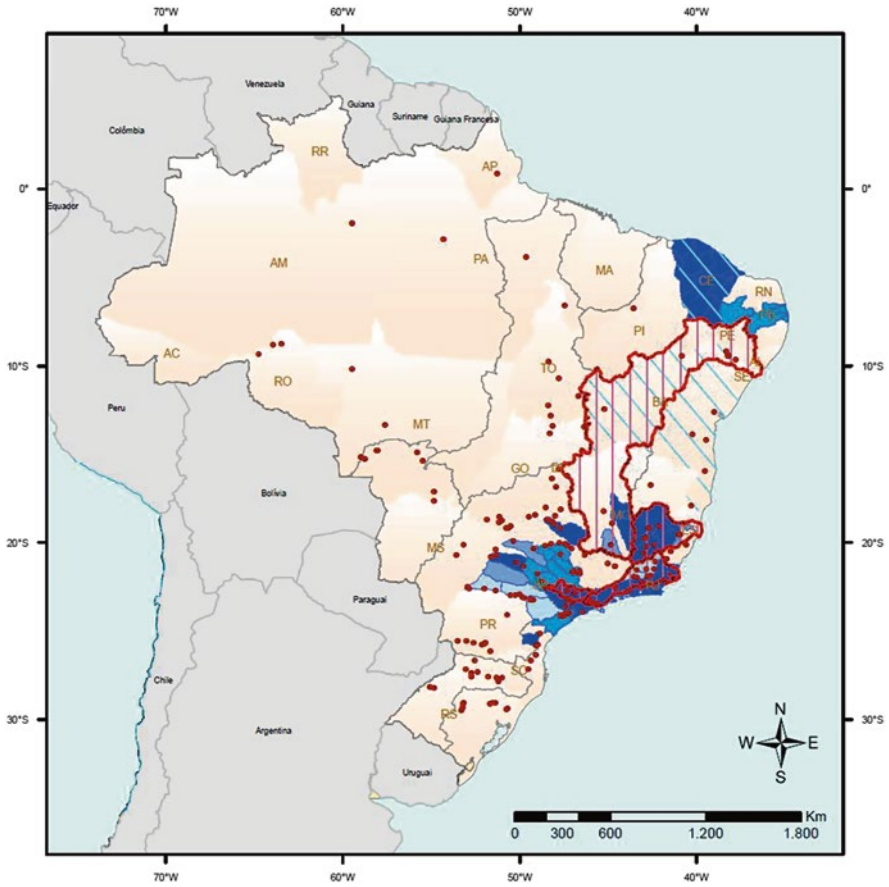 70°W 60°W 50°W 40°W
Venezuela
Guiana
Suriname
Guiana Francesa
Colômbia
RR
AP
0° 0°
Equador
AM
PA
MA
CE
RN
PI
PE
AC
RO
TO
SE
10°S 10°S
Peru
MT
BA
GO
Bolívia
MG
20°S 20°S
MS
Paraguai
PR
SC
Chile
RS
30°S 30°S
Argentina
Uruguai
N
W E
S
Km
0 300 600 1.200 1.800
70°W 60°W 50°W 40°W